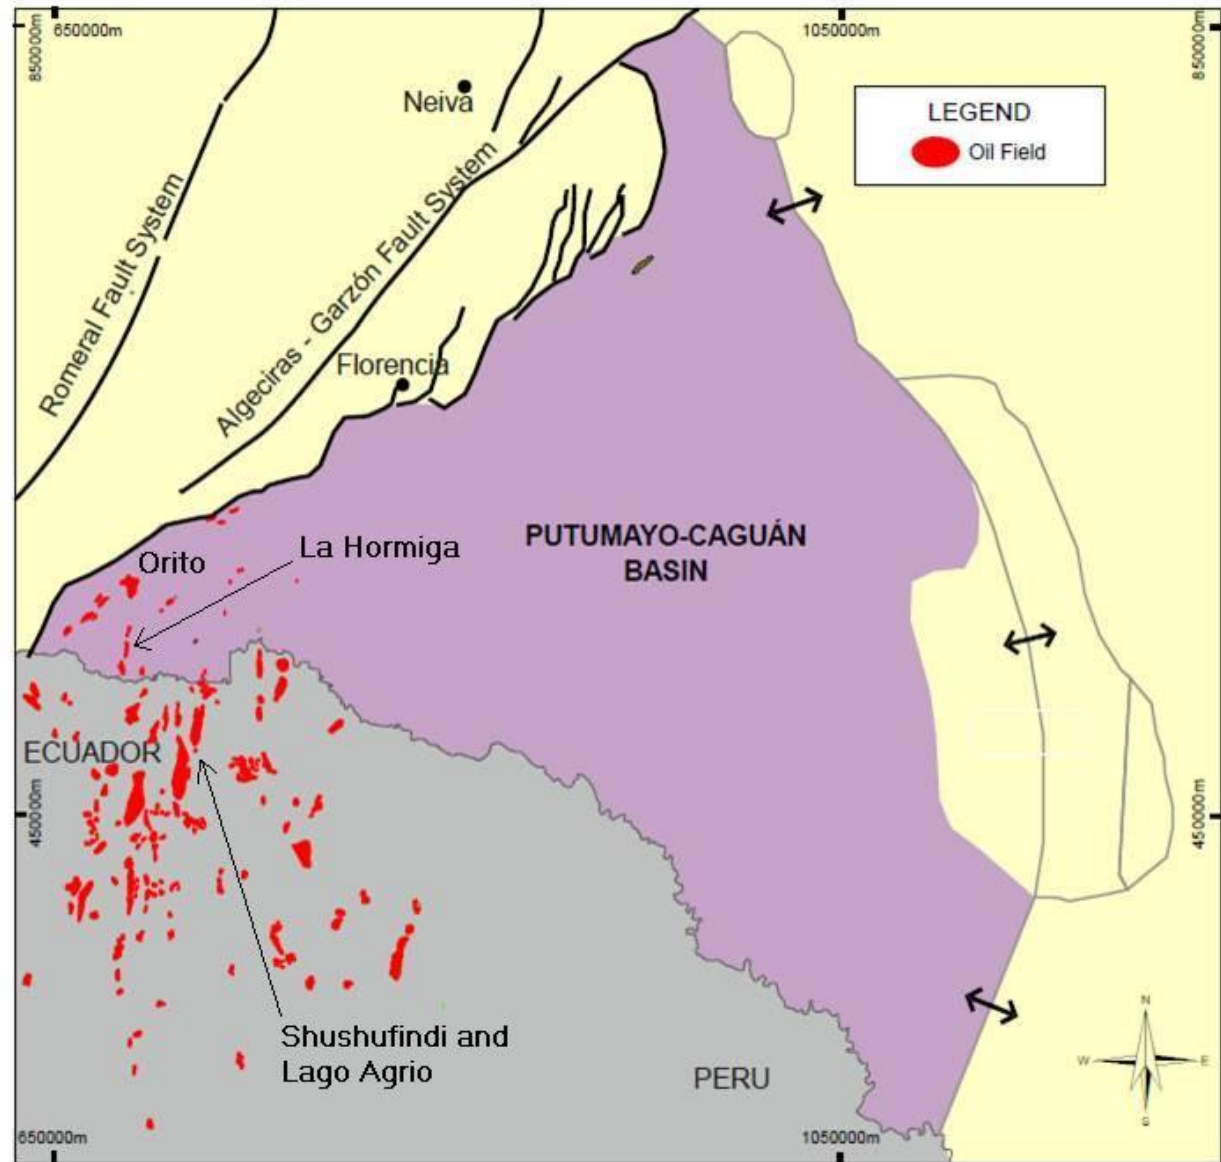 650000m
1050000m
850000m
850000m
Neiva
LEGEND
Oil Field
Romeral Fault System
Algeciras - Garzón Fault System
Florencia
PUTUMAYO-CAGUÁN
BASIN
Orito
La Hormiga
ECUADOR
450000m
450000m
Shushufindi and
Lago Agrio
PERU
N
W
E
S
650000m
1050000m